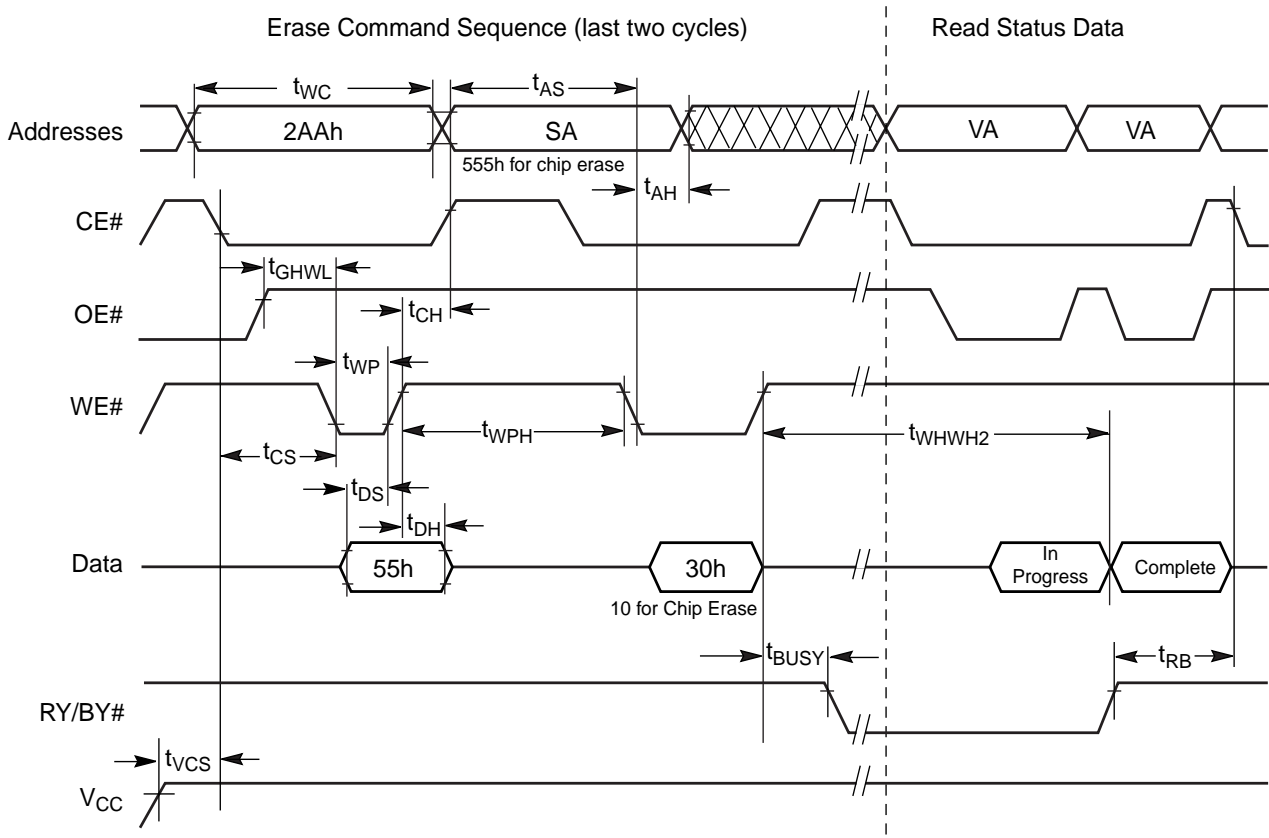 Erase Command Sequence (last two cycles)
Read Status Data
tWC
tAS
Addresses
2AAh
SA
VA
VA
555h for chip erase
tAH
CE#
tGHWL
OE#
tCH
tWP
WE#
tWPH
tWHWH2
tCS
tDS
tDH
Data
55h
30h
In
Progress
Complete
10 for Chip Erase
tBUSY
tRB
RY/BY#
tVCS
VCC